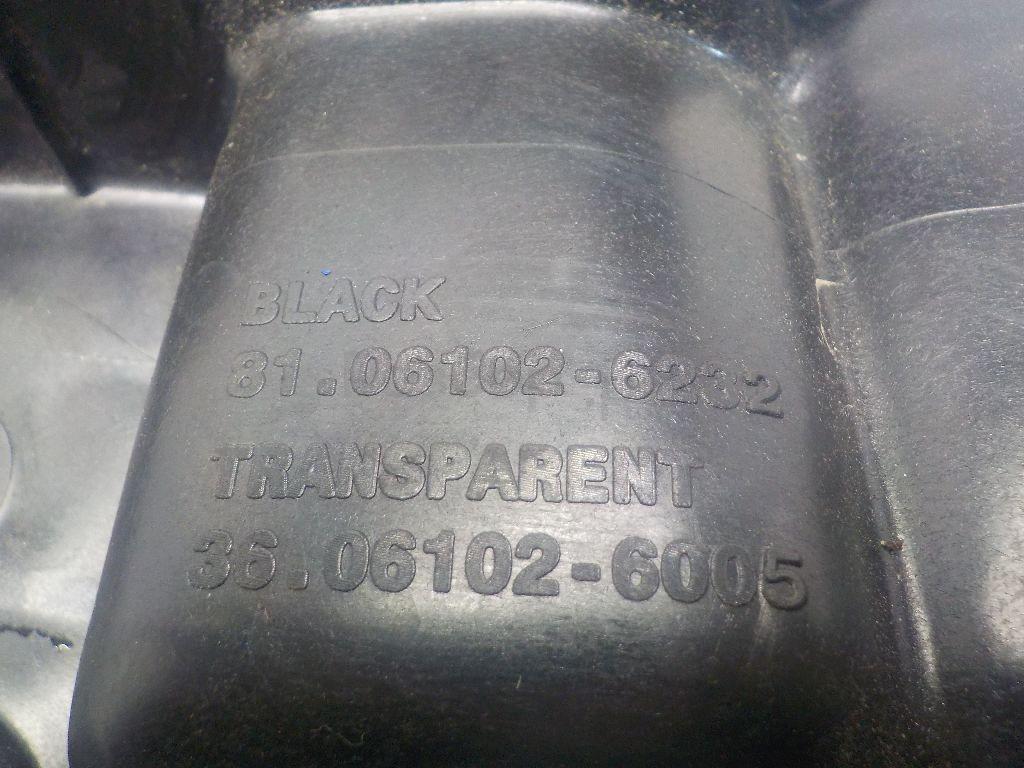 BLACK
81.06102-6232
TRANSPARENT
36.06102-6005